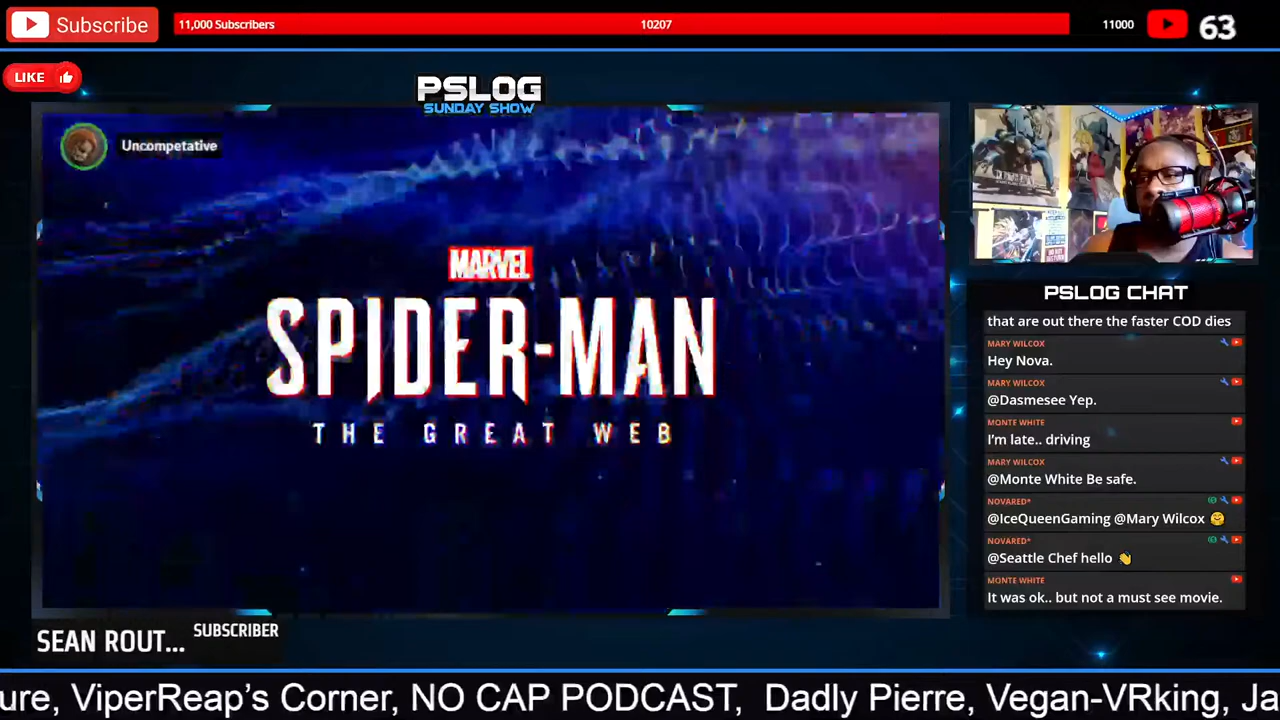 Subscribe
11,000 Subscribers
10207
11000
63
LIKE
PSLOG
SUNDAY SHOW
Uncompetative
MARVEL
SPIDER-MAN
THE GREAT WEB
PSLOG CHAT
that are out there the faster COD dies
MARY WILCOX
Hey Nova.
MARY WILCOX
@Dasmesee Yep.
MONTE WHITE
I'm late.. driving
MARY WILCOX
@Monte White Be safe.
NOVARED*
@IceQueenGaming @Mary Wilcox 🤗
NOVARED*
@Seattle Chef hello 👋
MONTE WHITE
It was ok.. but not a must see movie.
SEAN ROUT...
SUBSCRIBER
ure, ViperReap's Corner, NO CAP PODCAST, Dadly Pierre, Vegan-VRking, Ja